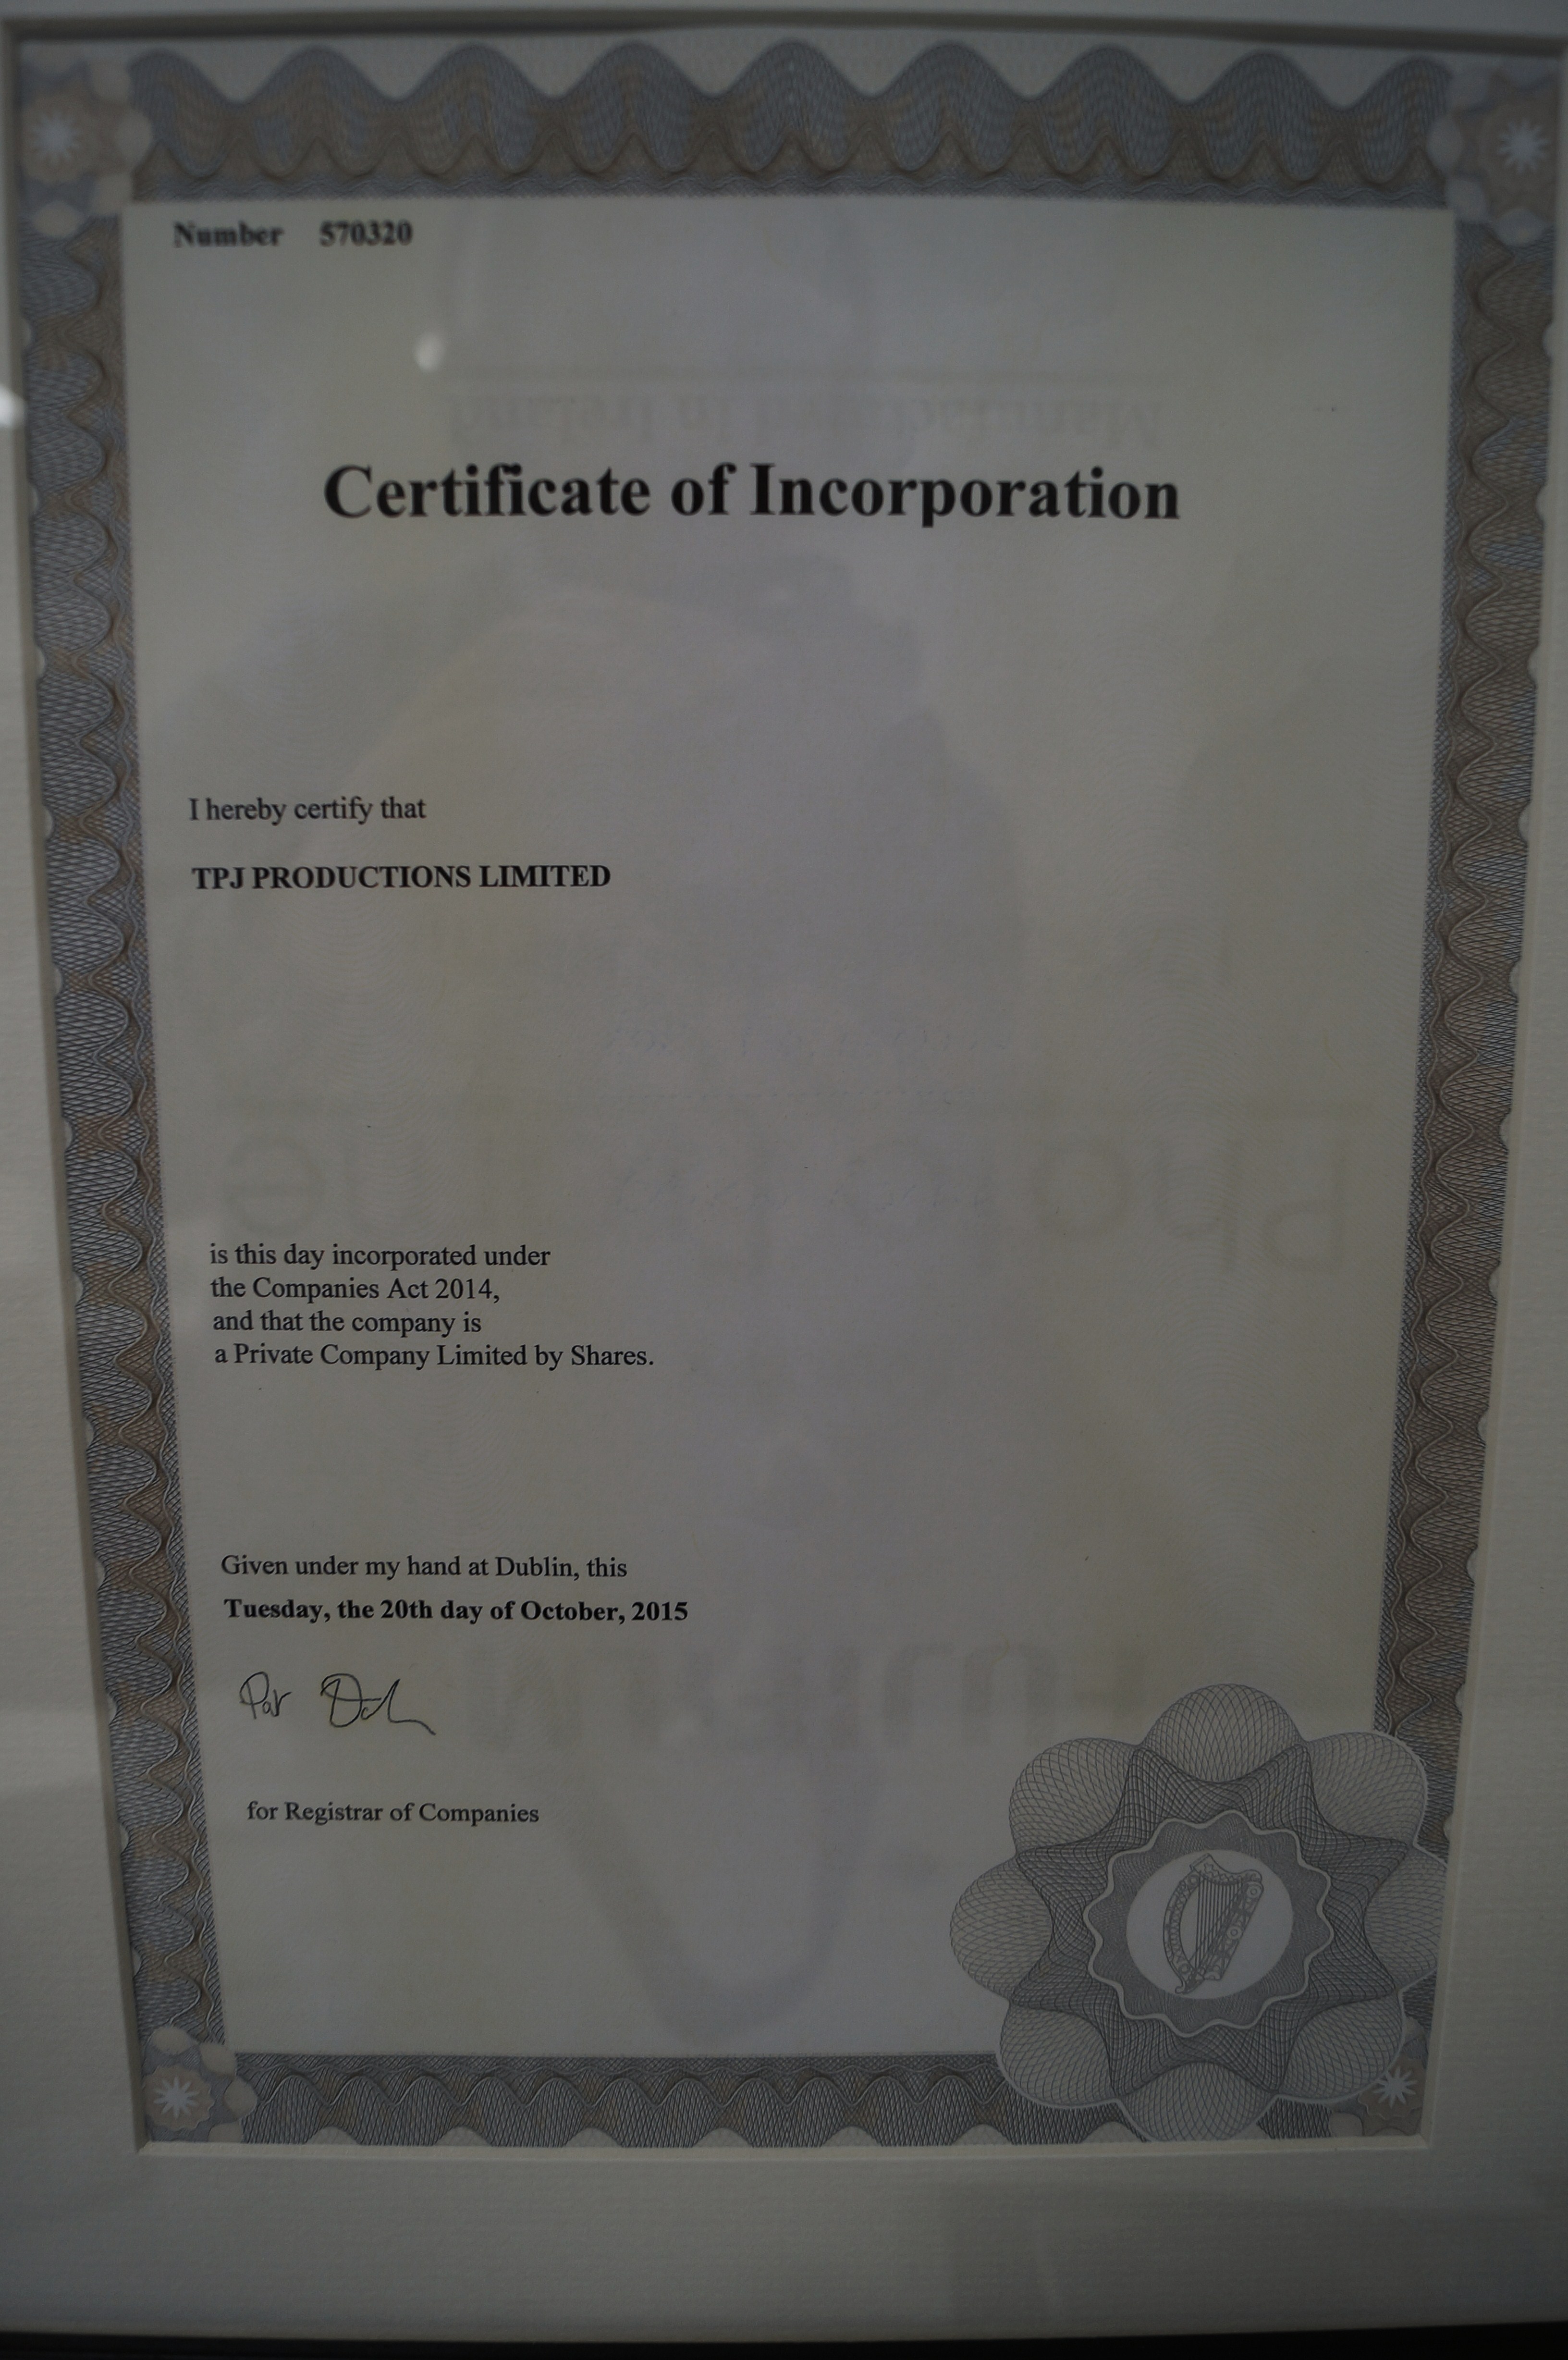 Number 570320
Certificate of Incorporation
I hereby certify that
TPJ PRODUCTIONS LIMITED
is this day incorporated under
the Companies Act 2014,
and that the company is
a Private Company Limited by Shares.
Given under my hand at Dublin, this
Tuesday, the 20th day of October, 2015
for Registrar of Companies